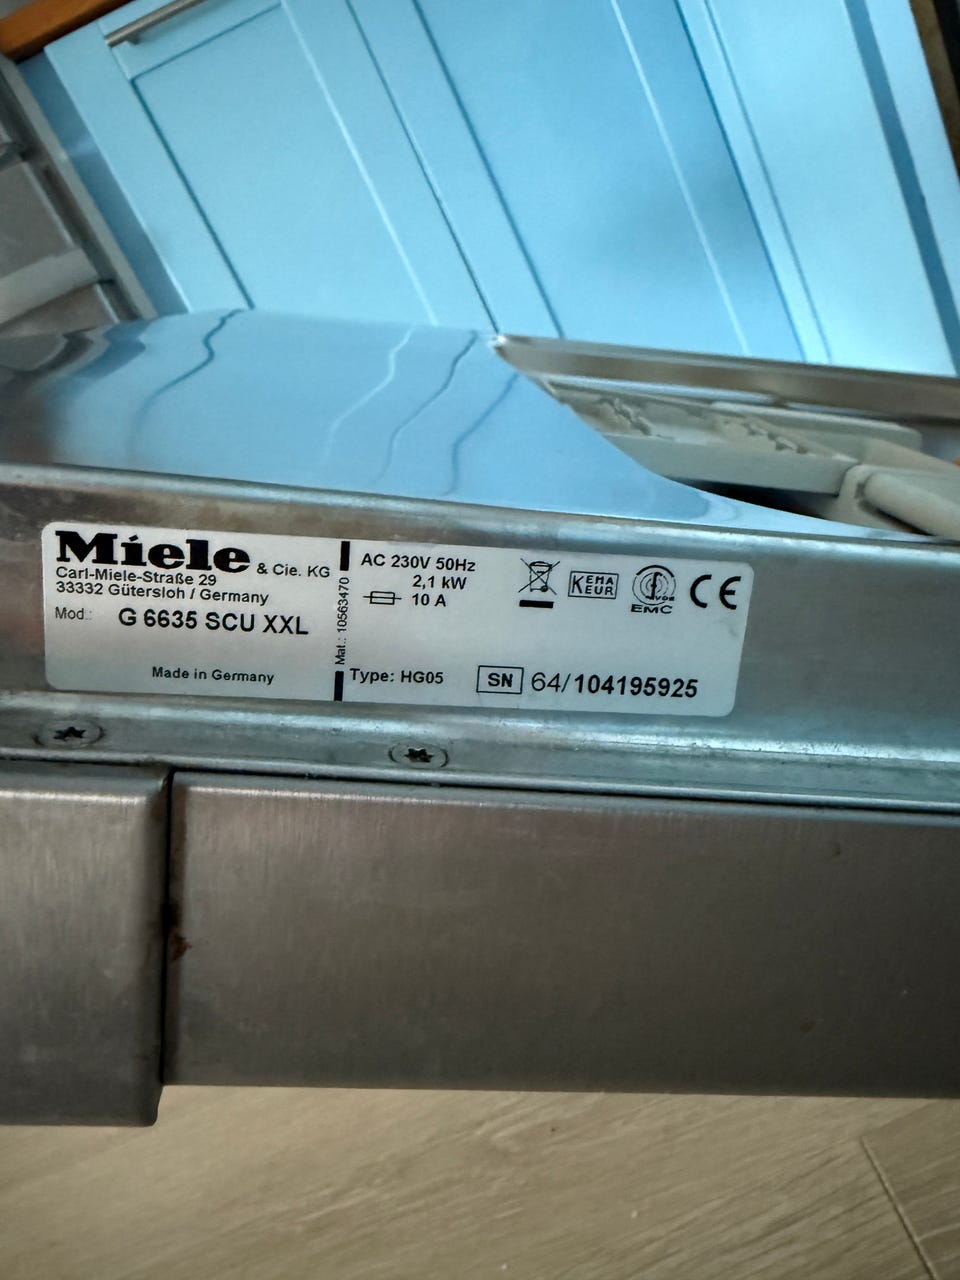 Miele & Cie. KG
Carl-Miele-Straße 29
33332 Gütersloh / Germany
Mod.: G 6635 SCU XXL
Made in Germany
Mat.: 10563470
AC 230V 50Hz
2,1 kW
10 A
Type: HG05
KEMA
KEUR
VDE
EMC
CE
SN 64/104195925